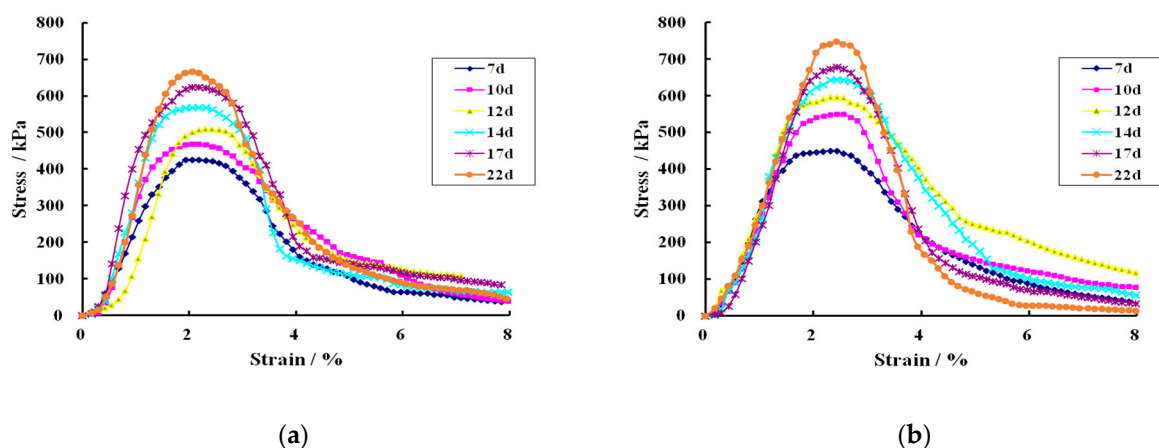 800
700
600
500
400
300
200
100
0
Stress / kPa
7d
10d
12d
14d
17d
22d
0 2 4 6 8
Strain / %
(a)
800
700
600
500
400
300
200
100
0
Stress / kPa
7d
10d
12d
14d
17d
22d
0 2 4 6 8
Strain / %
(b)